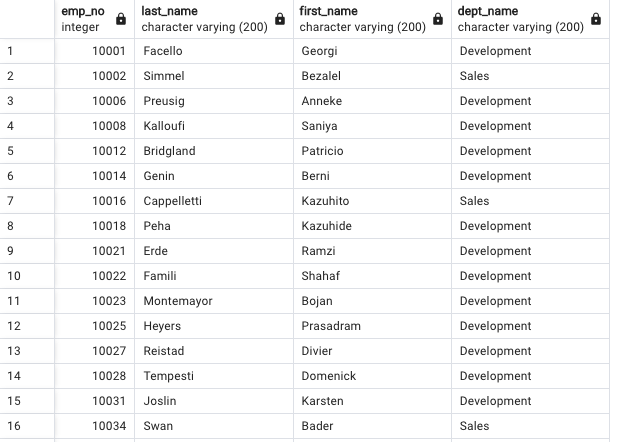 emp_no last_name first_name dept_name
integer character varying (200) character varying (200) character varying (200)
1 10001 Facello Georgi Development
2 10002 Simmel Bezalel Sales
3 10006 Preusig Anneke Development
4 10008 Kalloufi Saniya Development
5 10012 Bridgland Patricio Development
6 10014 Genin Berni Development
7 10016 Cappelletti Kazuhito Sales
8 10018 Peha Kazuhide Development
9 10021 Erde Ramzi Development
10 10022 Famili Shahaf Development
11 10023 Montemayor Bojan Development
12 10025 Heyers Prasadram Development
13 10027 Reistad Divier Development
14 10028 Tempesti Domenick Development
15 10031 Joslin Karsten Development
16 10034 Swan Bader Sales